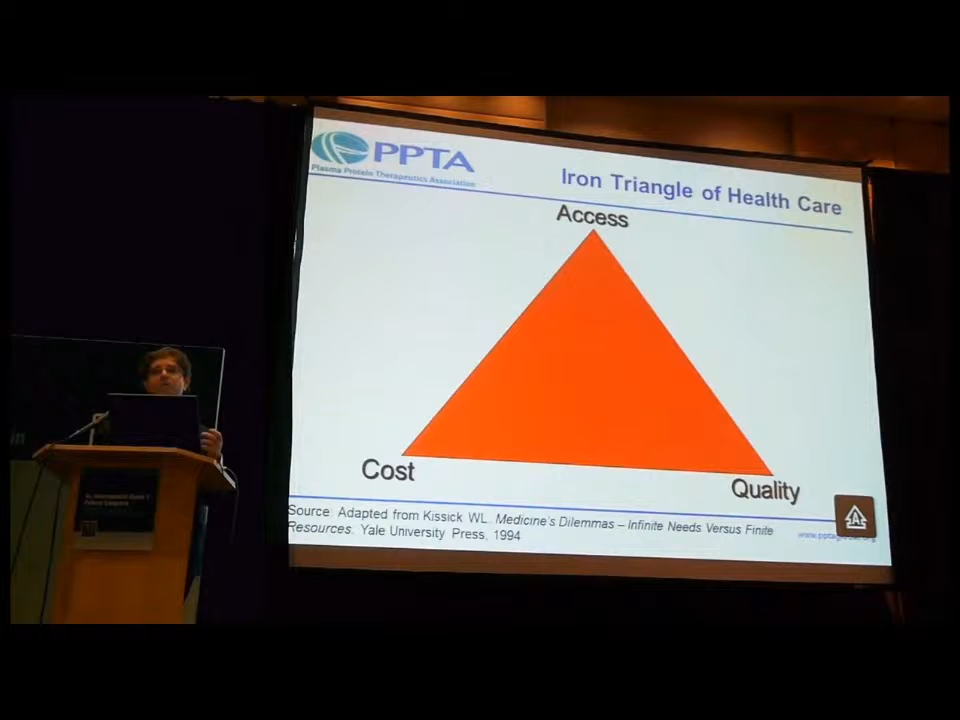 PPTA
Plasma Protein Therapeutics Association
Iron Triangle of Health Care
Access
Cost
Quality
Source: Adapted from Kissick WL. Medicine's Dilemmas – Infinite Needs Versus Finite
Resources. Yale University Press, 1994